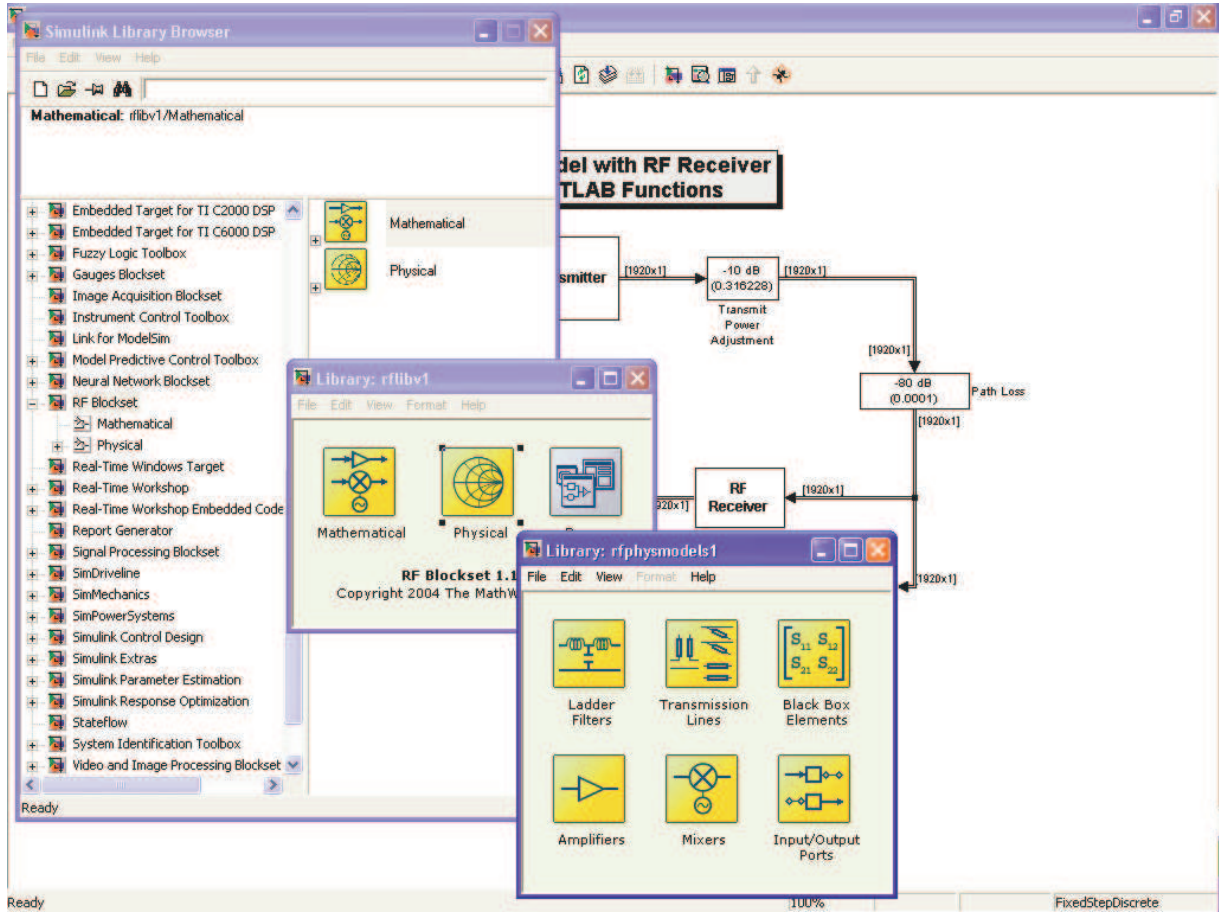 Simulink Library Browser
File Edit View Help
Mathematical: rflibv1/Mathematical
Embedded Target for TI C2000 DSP
Embedded Target for TI C6000 DSP
Fuzzy Logic Toolbox
Gauges Blockset
Image Acquisition Blockset
Instrument Control Toolbox
Link for ModelSim
Model Predictive Control Toolbox
Neural Network Blockset
RF Blockset
Mathematical
Physical
Real-Time Windows Target
Real-Time Workshop
Real-Time Workshop Embedded Code
Report Generator
Signal Processing Blockset
SimDriveline
SimMechanics
SimPowerSystems
Simulink Control Design
Simulink Extras
Simulink Parameter Estimation
Simulink Response Optimization
Stateflow
System Identification Toolbox
Video and Image Processing Blockset
Ready
Mathematical
Physical
del with RF Receiver
TLAB Functions
smitter
[1920x1]
-10 dB
(0.316228)
[1920x1]
Transmit
Power
Adjustment
[1920x1]
-80 dB
(0.0001)
Path Loss
[1920x1]
RF
Receiver
[1920x1]
920x1]
[1920x1]
Library: rflibv1
File Edit View Format Help
Mathematical
Physical
RF Blockset 1.1
Copyright 2004 The MathW
Library: rfphysmodels1
File Edit View Format Help
S11 S12
S21 S22
Ladder
Filters
Transmission
Lines
Black Box
Elements
Amplifiers
Mixers
Input/Output
Ports
Ready
100%
FixedStepDiscrete